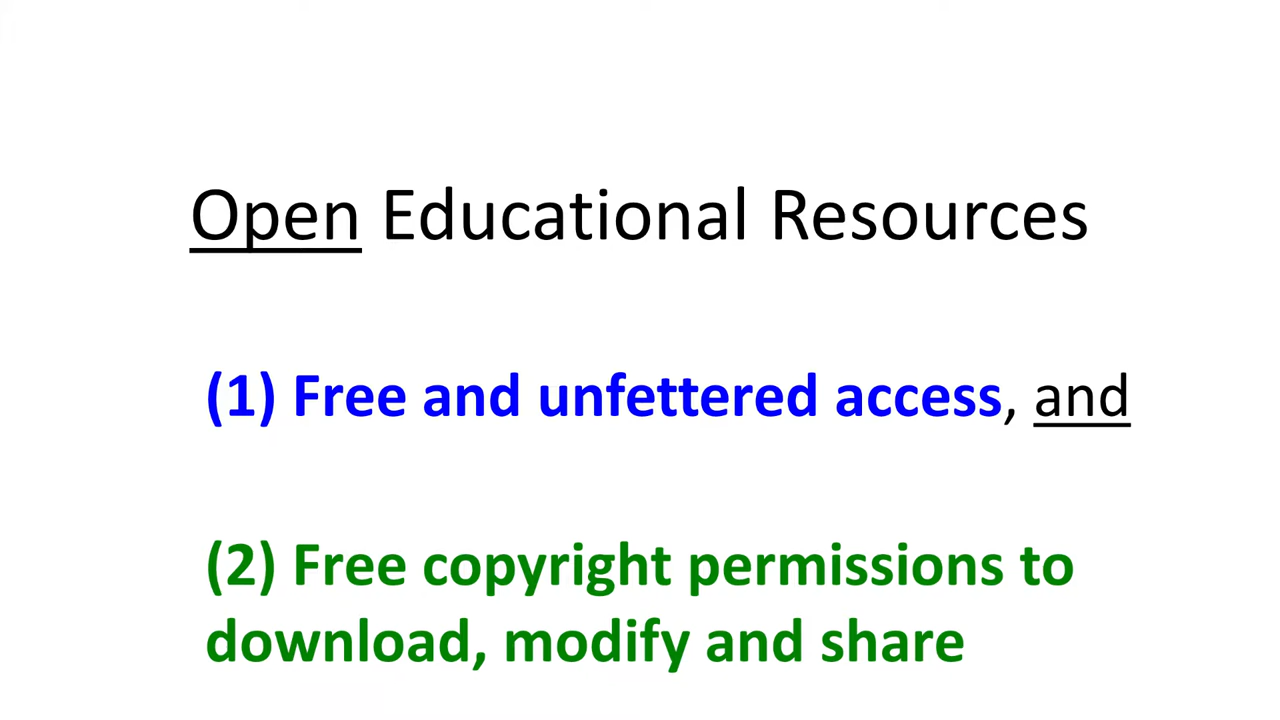 Open Educational Resources
(1) Free and unfettered access, and
(2) Free copyright permissions to
download, modify and share